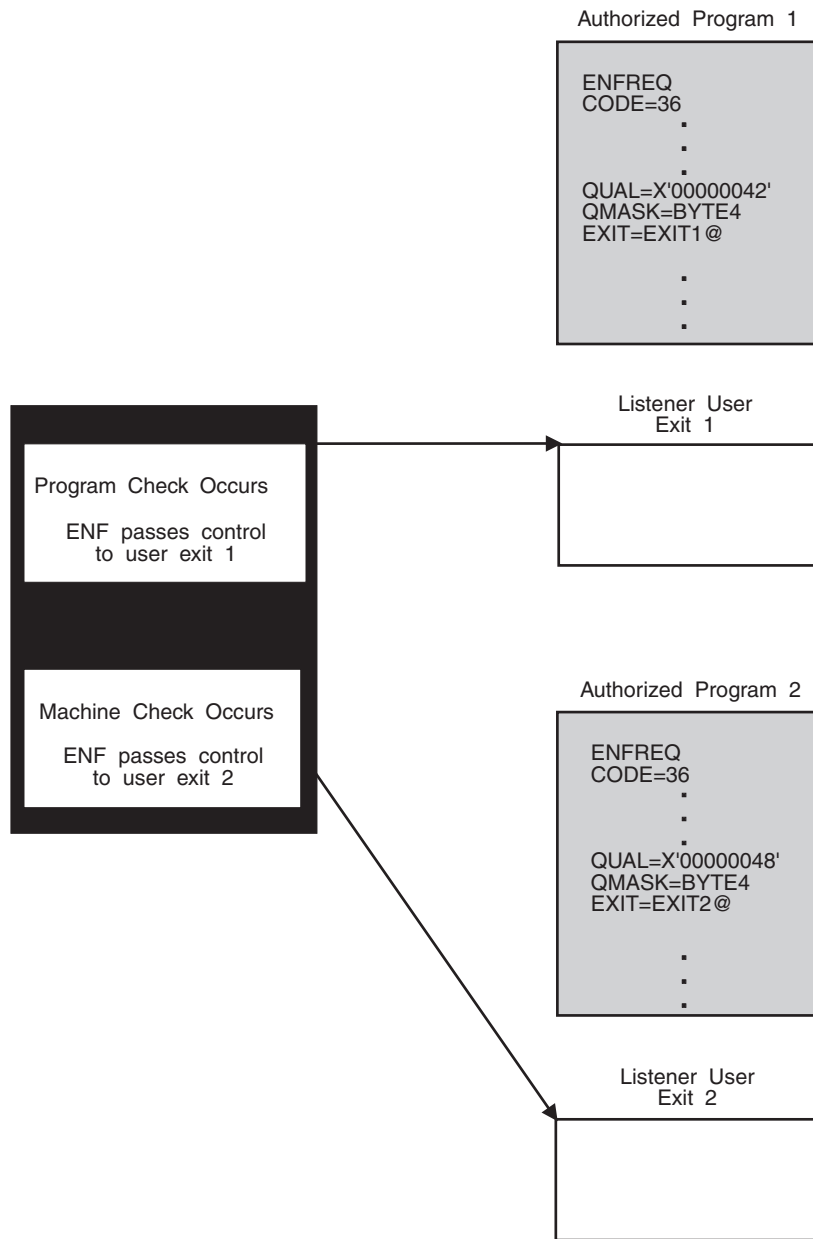 Authorized Program 1
ENFREQ
CODE=36
.
.
.
QUAL=X'00000042'
QMASK=BYTE4
EXIT=EXIT1@
.
.
.
Listener User
Exit 1
Program Check Occurs
ENF passes control
to user exit 1
Machine Check Occurs
ENF passes control
to user exit 2
Authorized Program 2
ENFREQ
CODE=36
.
.
.
QUAL=X'00000048'
QMASK=BYTE4
EXIT=EXIT2@
.
.
.
Listener User
Exit 2